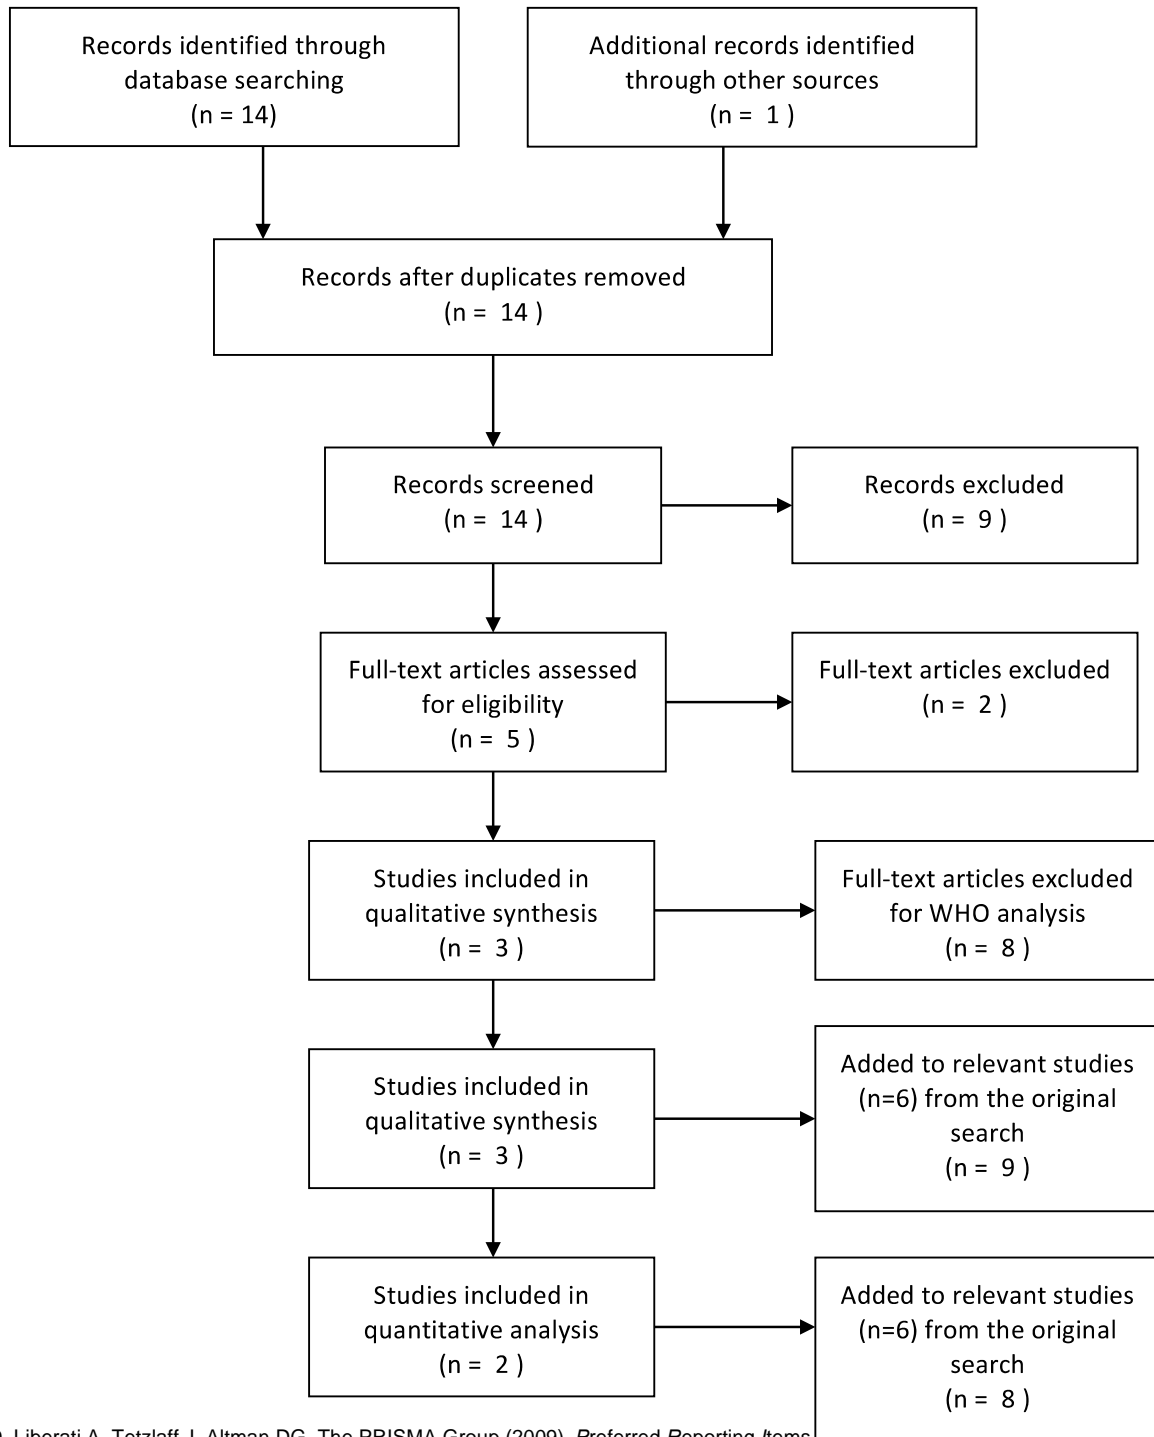 Records identified through
database searching
(n = 14)
Additional records identified
through other sources
(n =  1 )
Records after duplicates removed
(n =  14 )
Records screened
(n =  14 )
Records excluded
(n =  9 )
Full-text articles assessed
for eligibility
(n =  5 )
Full-text articles excluded
(n =  2 )
Studies included in
qualitative synthesis
(n =  3 )
Full-text articles excluded
for WHO analysis
(n =  8 )
Studies included in
qualitative synthesis
(n =  3 )
Added to relevant studies
(n=6) from the original
search
(n =  9 )
Studies included in
quantitative analysis
(n =  2 )
Added to relevant studies
(n=6) from the original
search
(n =  8 )
Liberati A, Tetzlaff J, Altman DG, The PRISMA Group (2009). Preferred Reporting Items